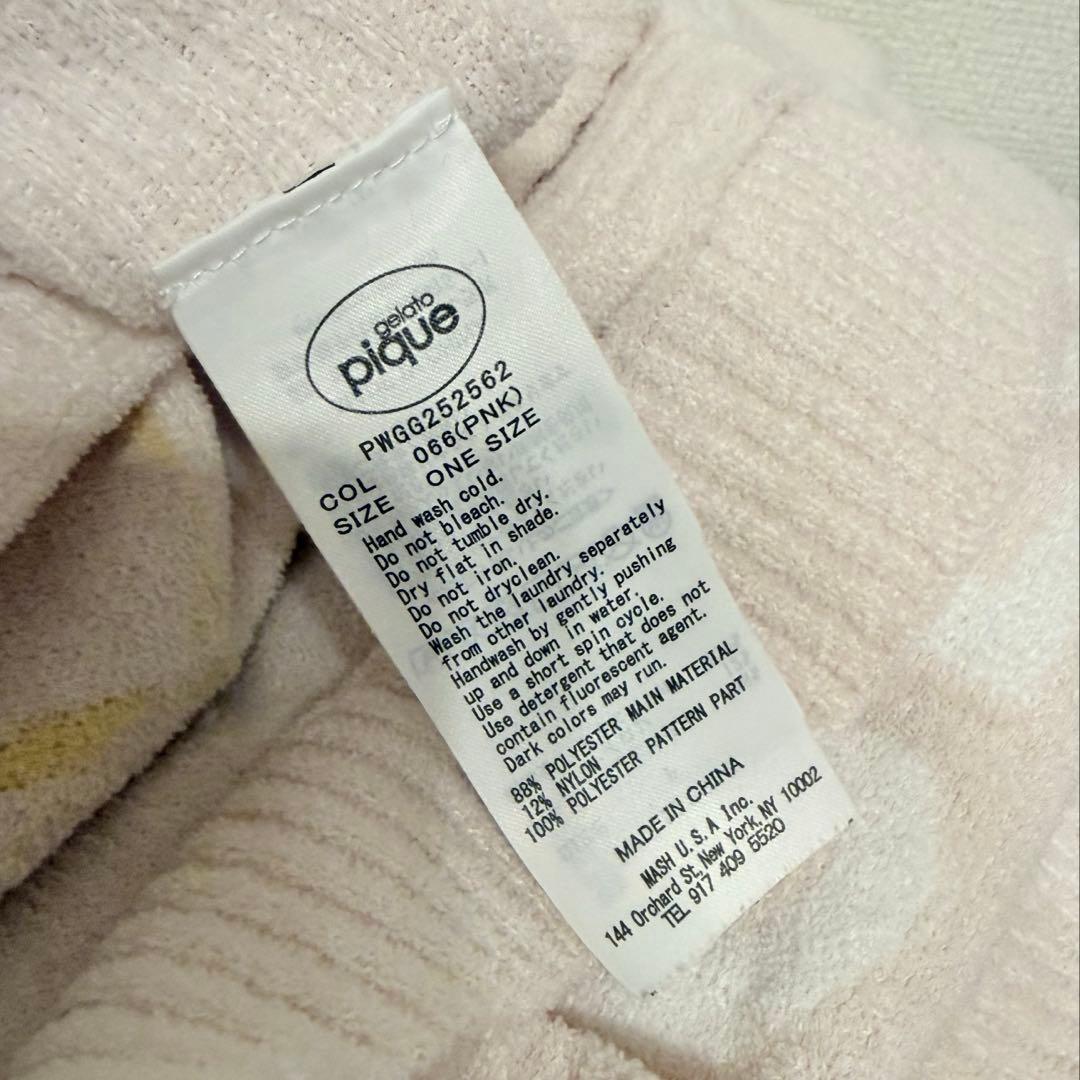 gelato
pique
PWGG252562
COL 066(PNK)
SIZE ONE SIZE
Hand wash cold.
Do not bleach.
Do not tumble dry.
Dry flat in shade.
Do not iron.
Do not dryclean.
Wash the laundry separately
from other laundry.
Handwash by gently pushing
up and down in water.
Use a short spin cycle.
Use detergent that does not
contain fluorescent agent.
Dark colors may run.
88% POLYESTER MAIN MATERIAL
12% NYLON
100% POLYESTER PATTERN PART
MADE IN CHINA
MASH U.S.A Inc.
144 Orchard St, New York, NY 10002
TEL 917 409 5520